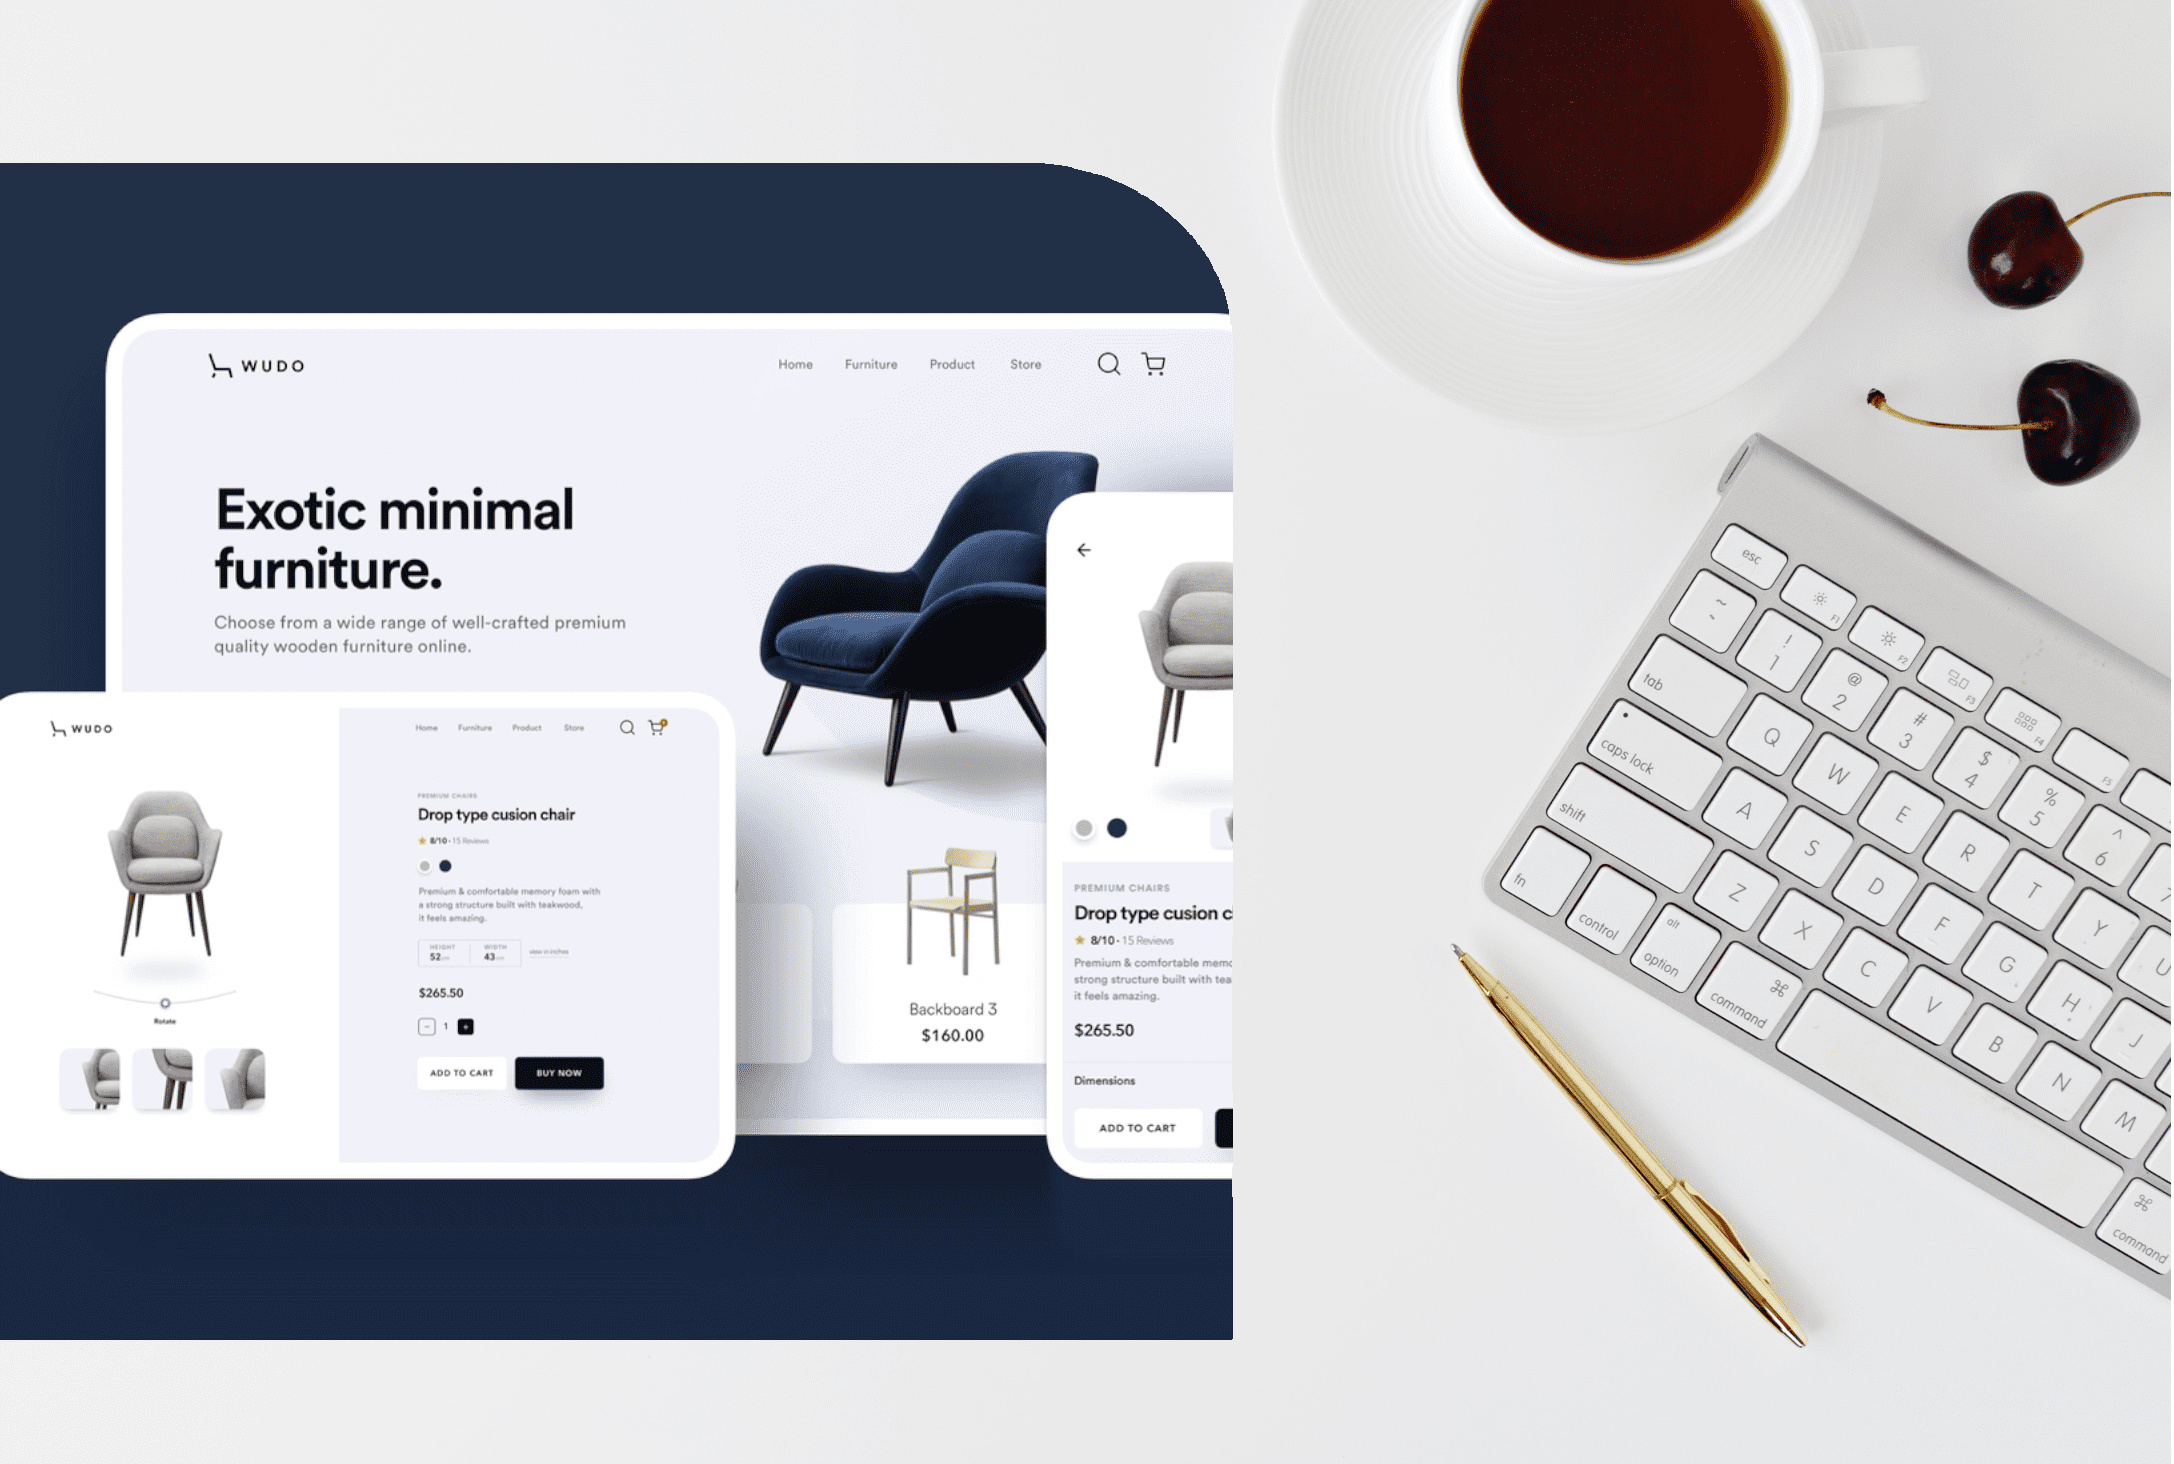 WUDO
Home Furniture Product Store
Exotic minimal
furniture.
Choose from a wide range of well-crafted premium
quality wooden furniture online.
WUDO
Home Furniture Product Store
PREMIUM CHAIRS
Drop type cusion chair
8/10 - 15 Reviews
Premium & comfortable memory foam with
a strong structure built with teakwood,
it feels amazing.
HEIGHT WIDTH
52 cm 43 cm view in inches
$265.50
− 1 +
ADD TO CART BUY NOW
Rotate
Backboard 3
$160.00
PREMIUM CHAIRS
Drop type cusion c
8/10 - 15 Reviews
Premium & comfortable memo
strong structure built with tea
it feels amazing.
$265.50
Dimensions
ADD TO CART
esc F1 F2 F3 F4 F5
~ ` ! 1 @ 2 # 3 $ 4 % 5 ^ 6 7
tab Q W E R T Y U
caps lock A S D F G H J
shift Z X C V B N M
fn control alt option ⌘ command ⌘ command